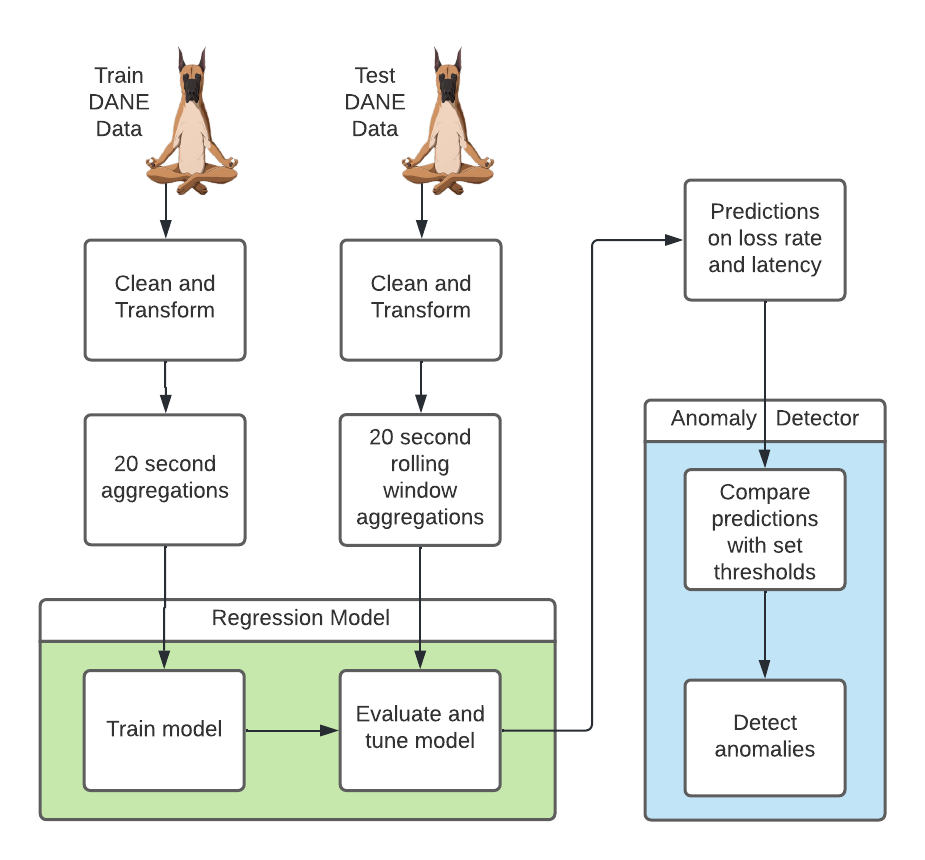 Train
DANE
Data
Test
DANE
Data
Clean and
Transform
Clean and
Transform
20 second
aggregations
20 second
rolling
window
aggregations
Regression Model
Train model
Evaluate and
tune model
Predictions
on loss rate
and latency
Anomaly Detector
Compare
predictions
with set
thresholds
Detect
anomalies